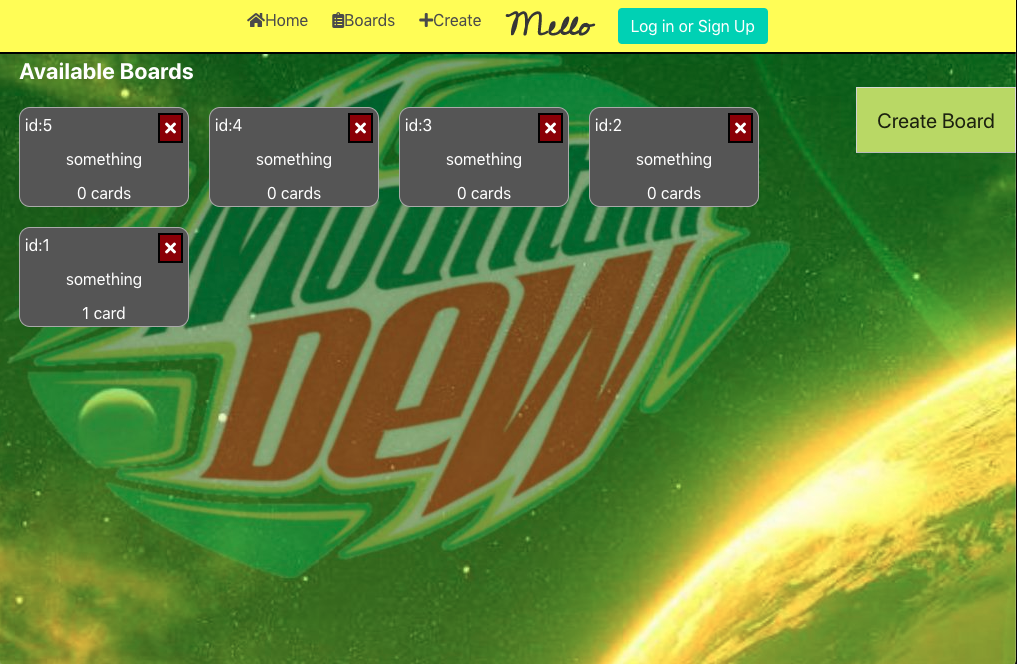 Home Boards Create Mello Log in or Sign Up
Available Boards
Create Board
id:5
something
0 cards
id:4
something
0 cards
id:3
something
0 cards
id:2
something
0 cards
id:1
something
1 card
Mountain
Dew